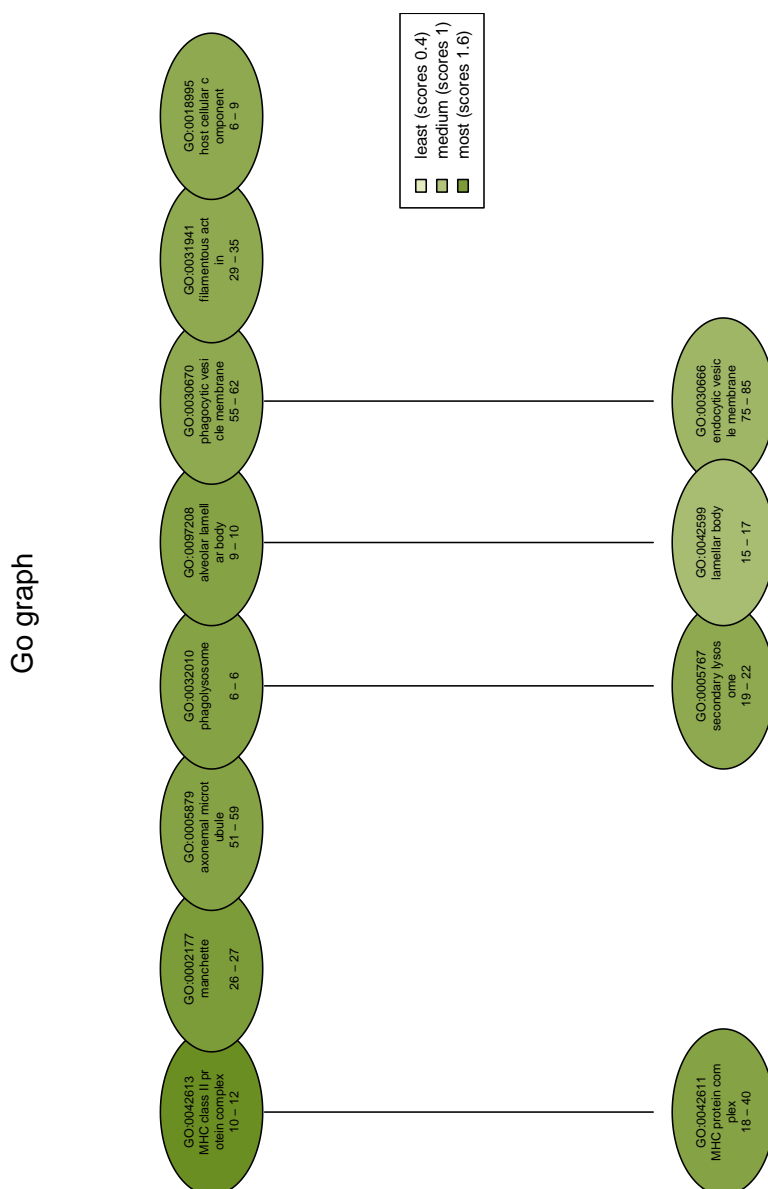 Go graph
GO:0042613
MHC class II pr
otein complex
10 – 12
GO:0002177
manchette
26 – 27
GO:0005879
axonemal microt
ubule
51 – 59
GO:0032010
phagolysosome
6 – 6
GO:0097208
alveolar lamell
ar body
9 – 10
GO:0030670
phagocytic vesi
cle membrane
55 – 62
GO:0031941
filamentous act
in
29 – 35
GO:0018995
host cellular c
omponent
6 – 9
least (scores 0.4)
medium (scores 1)
most (scores 1.6)
GO:0042611
MHC protein com
plex
18 – 40
GO:0005767
secondary lysos
ome
19 – 22
GO:0042599
lamellar body
15 – 17
GO:0030666
endocytic vesic
le membrane
75 – 85